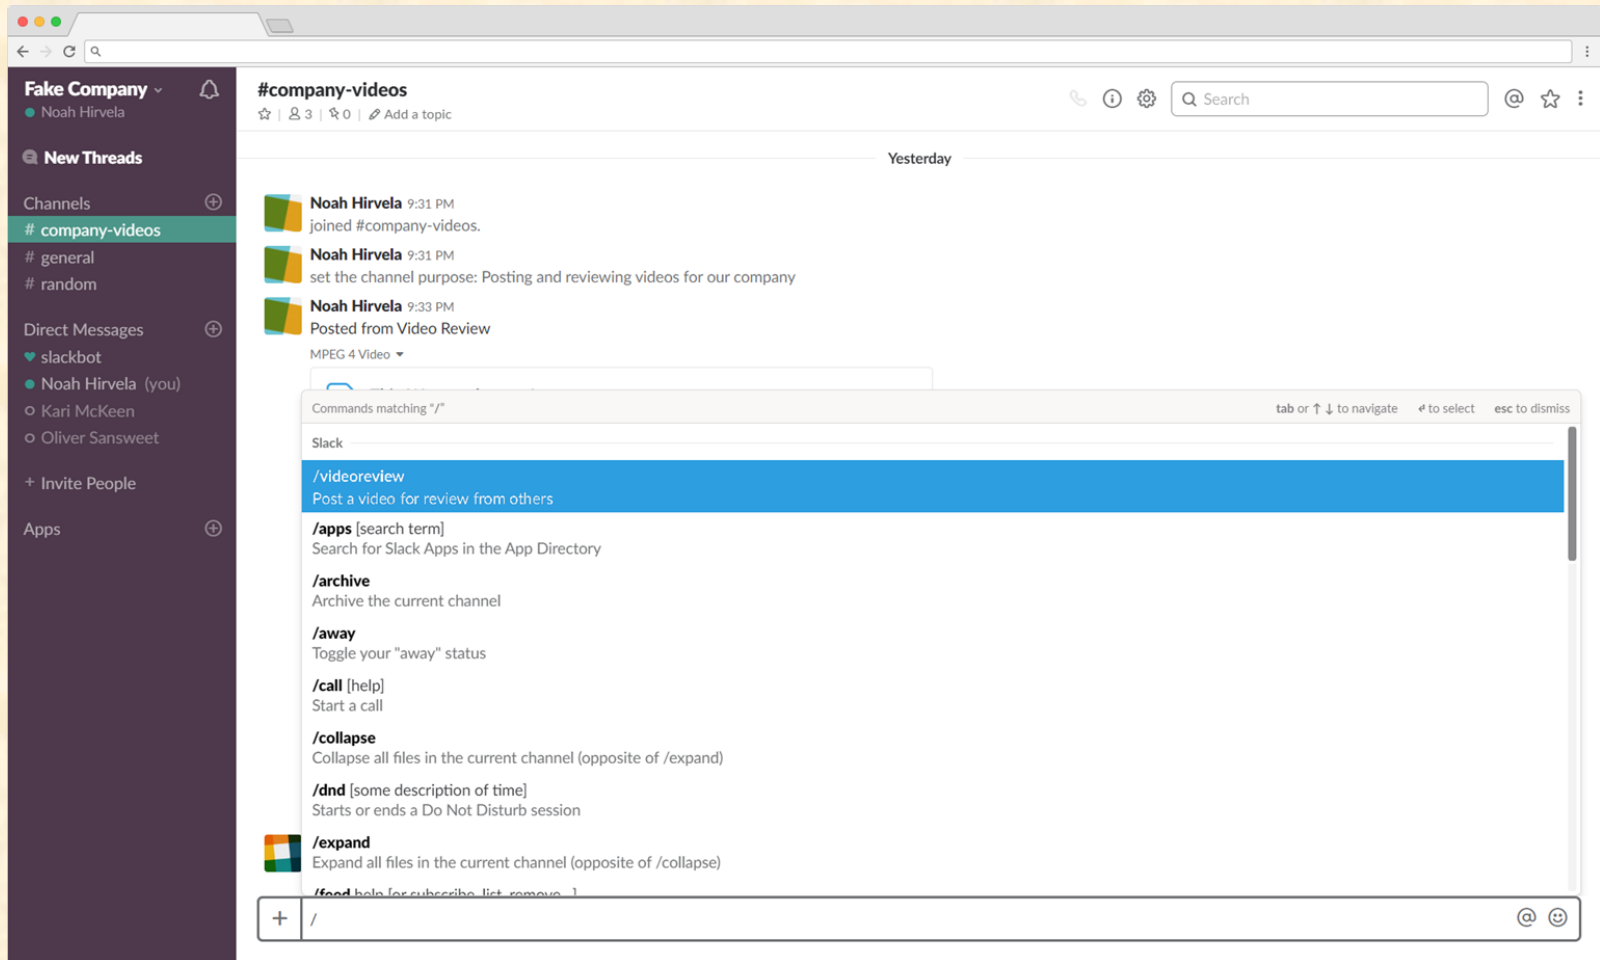 Fake Company
Noah Hirvela
New Threads
Channels
# company-videos
# general
# random
Direct Messages
slackbot
Noah Hirvela (you)
Kari McKeen
Oliver Sansweet
+ Invite People
Apps
#company-videos
3 | 0 | Add a topic
Search
Yesterday
Noah Hirvela 9:31 PM
joined #company-videos.
Noah Hirvela 9:31 PM
set the channel purpose: Posting and reviewing videos for our company
Noah Hirvela 9:33 PM
Posted from Video Review
MPEG 4 Video
Commands matching “/” tab or ↑ ↓ to navigate ↵ to select esc to dismiss
Slack
/videoreview
Post a video for review from others
/apps [search term]
Search for Slack Apps in the App Directory
/archive
Archive the current channel
/away
Toggle your "away" status
/call [help]
Start a call
/collapse
Collapse all files in the current channel (opposite of /expand)
/dnd [some description of time]
Starts or ends a Do Not Disturb session
/expand
Expand all files in the current channel (opposite of /collapse)
/feed help [or subscribe, list, remove...]
/